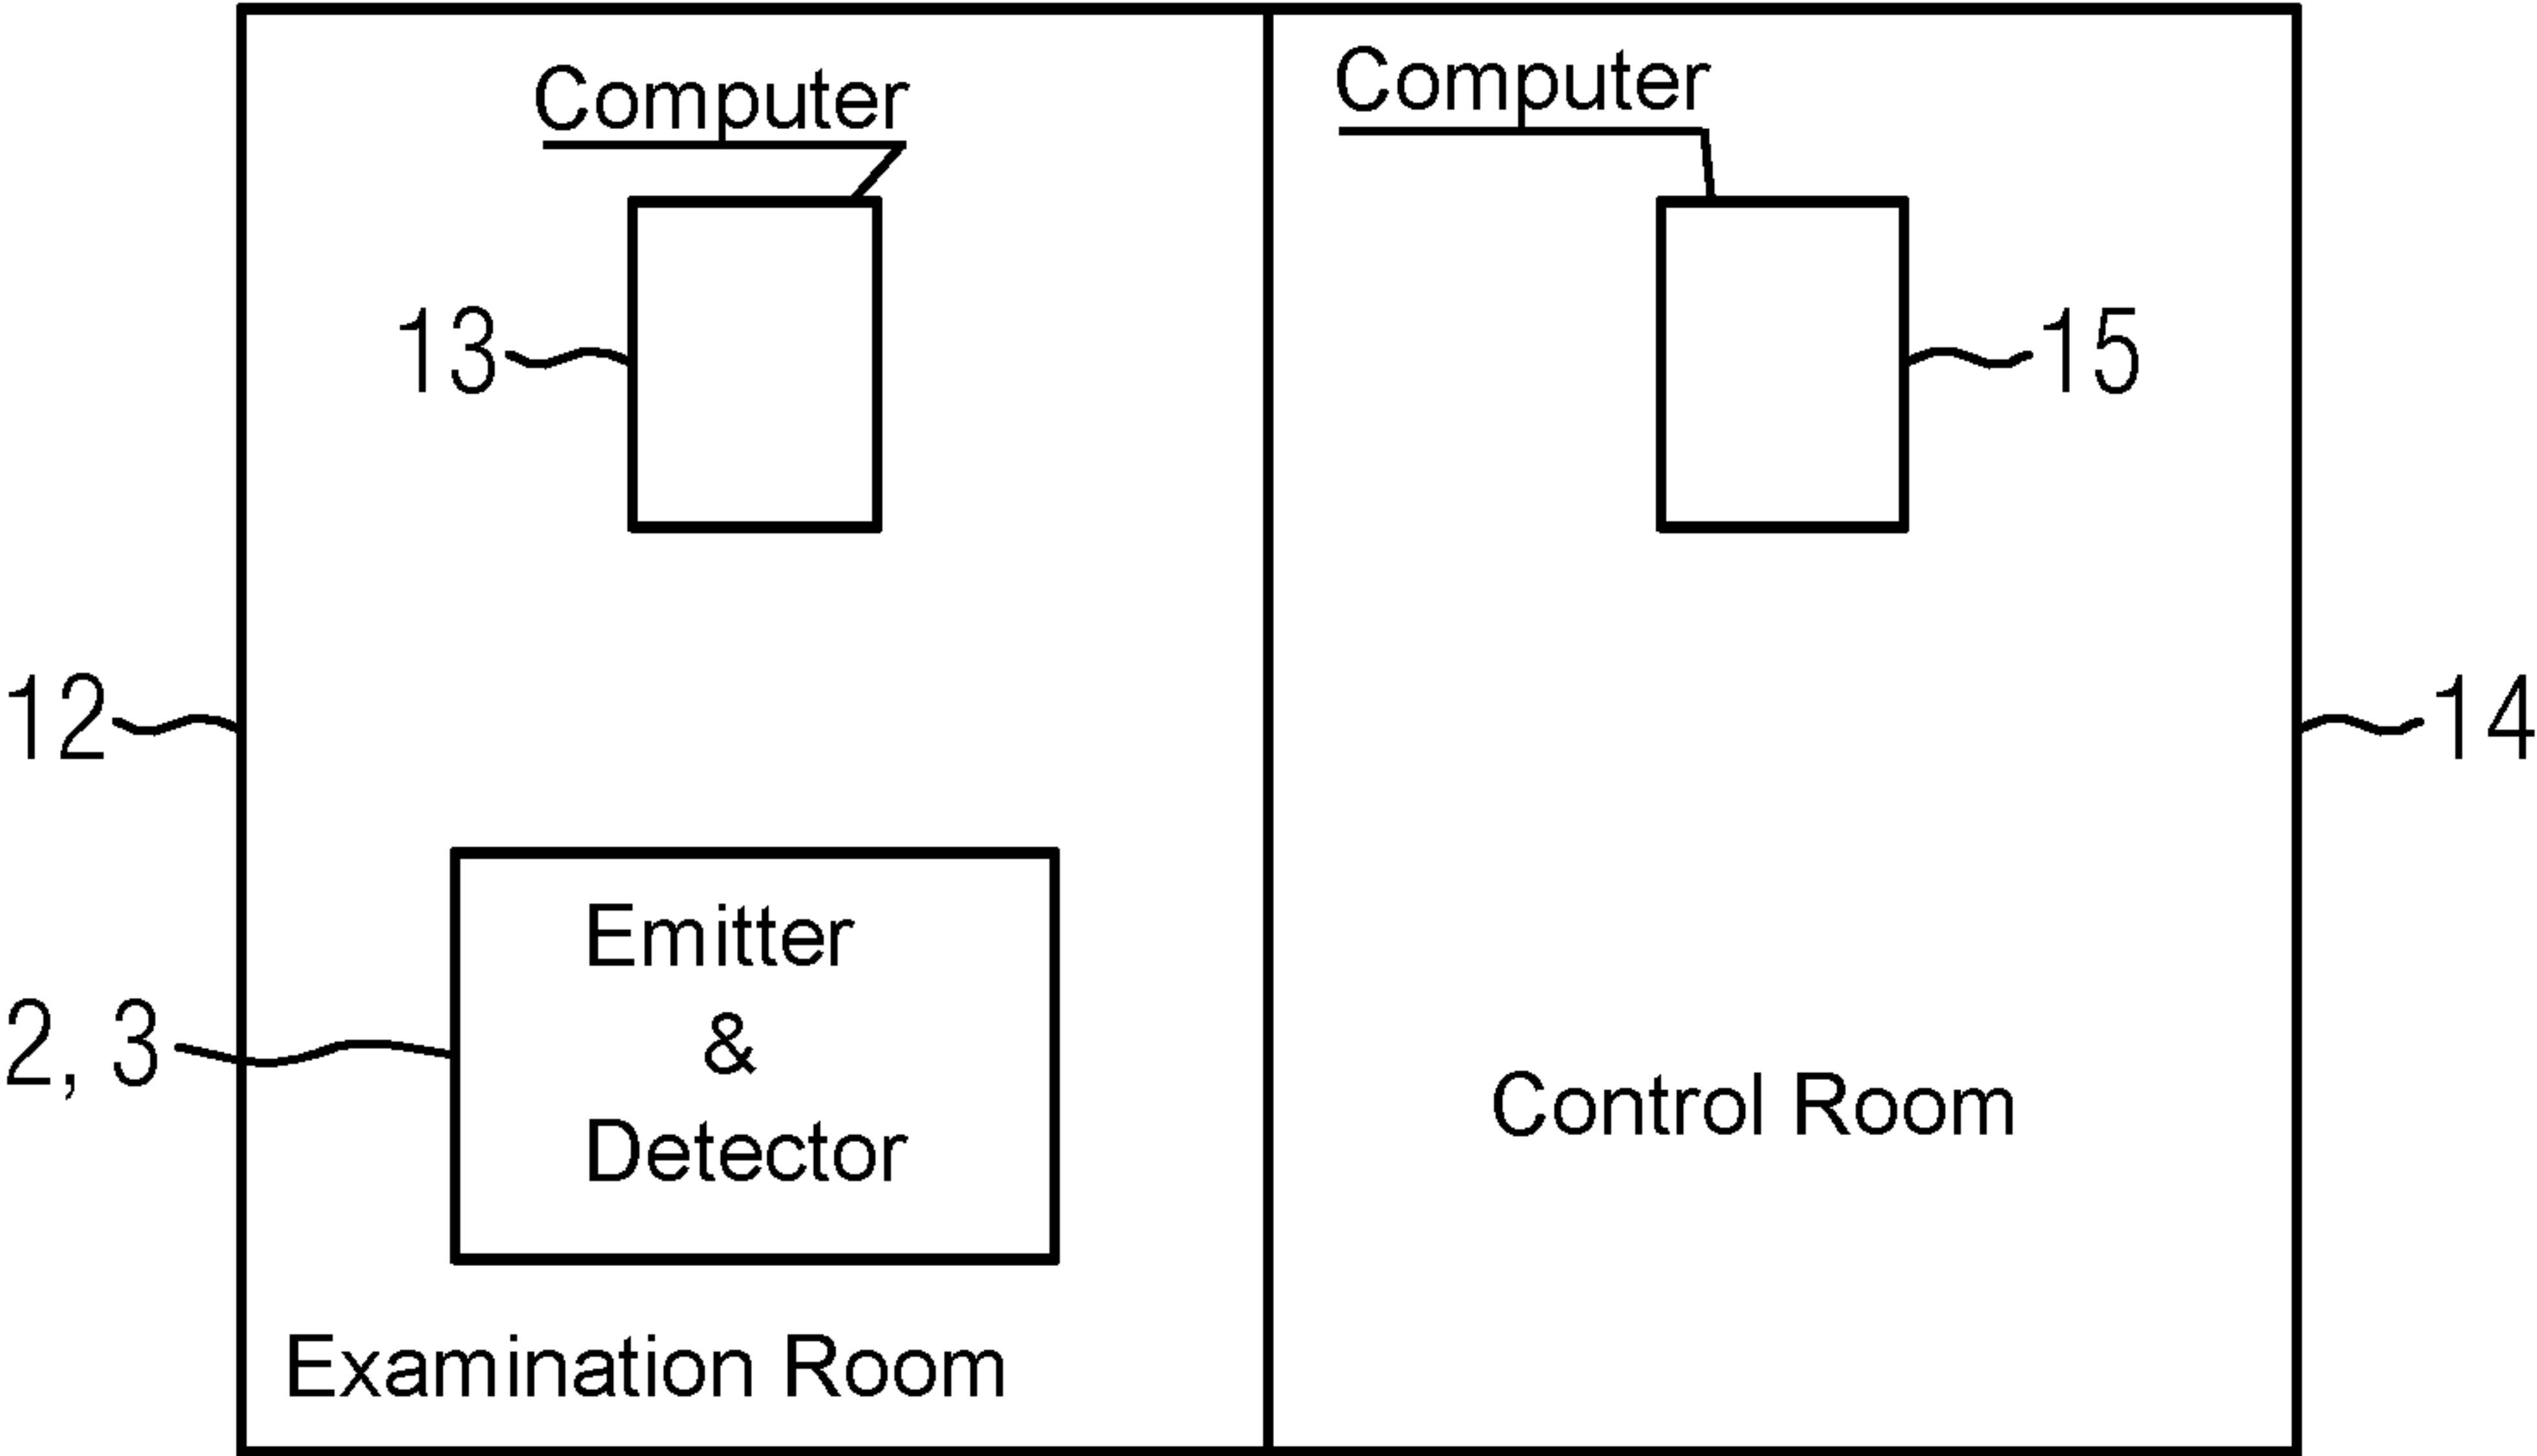 Computer
Computer
13
15
12
14
Emitter
&
Detector
2, 3
Control Room
Examination Room